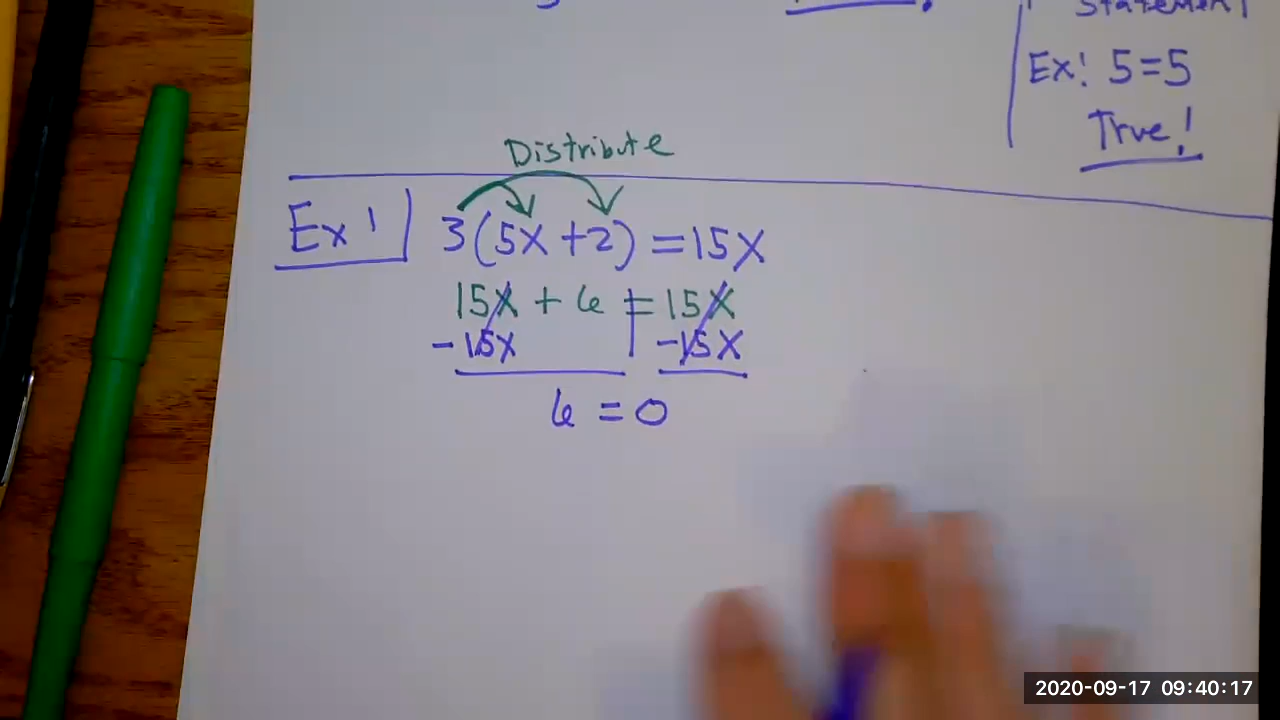 statement
Ex! 5=5
True!
Distribute
Ex 1 3(5x+2)=15x
15x + 6 = 15x
-15x -15x
6 = 0
2020-09-17 09:40:17